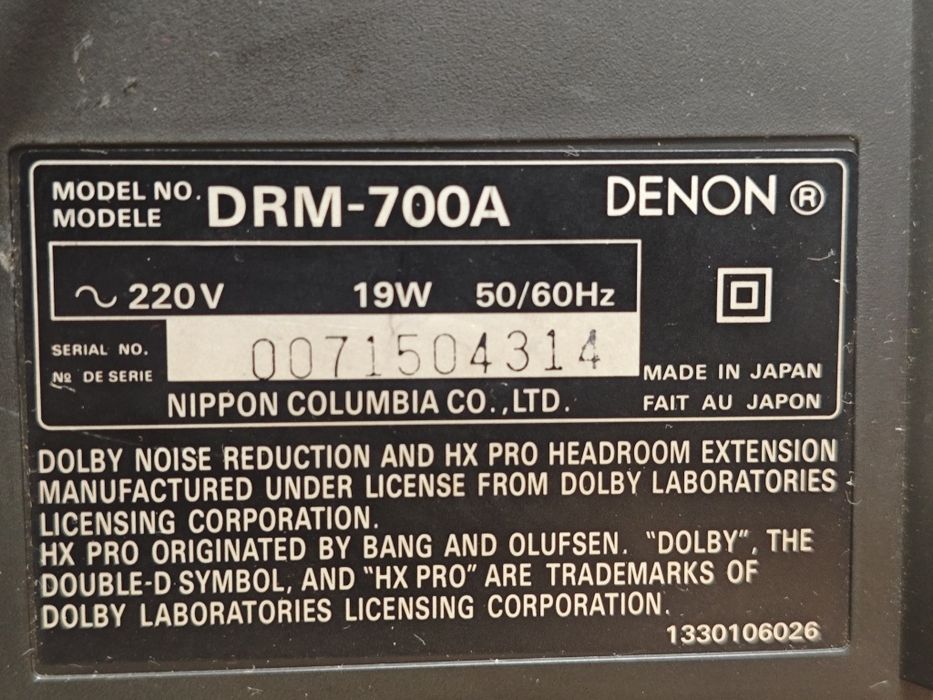 MODEL NO. DRM-700A DENON ®
MODELE
~ 220V 19W 50/60Hz
SERIAL NO. 0071504314
Nº DE SERIE
MADE IN JAPAN
NIPPON COLUMBIA CO.,LTD. FAIT AU JAPON
DOLBY NOISE REDUCTION AND HX PRO HEADROOM EXTENSION
MANUFACTURED UNDER LICENSE FROM DOLBY LABORATORIES
LICENSING CORPORATION.
HX PRO ORIGINATED BY BANG AND OLUFSEN. "DOLBY", THE
DOUBLE-D SYMBOL, AND "HX PRO" ARE TRADEMARKS OF
DOLBY LABORATORIES LICENSING CORPORATION.
1330106026